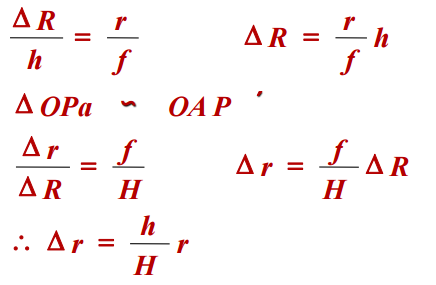 ΔR/h = r/f    ΔR = r/f h
Δ OPa ∽ OAP ′
Δr/ΔR = f/H    Δr = f/H ΔR
∴ Δr = h/H r